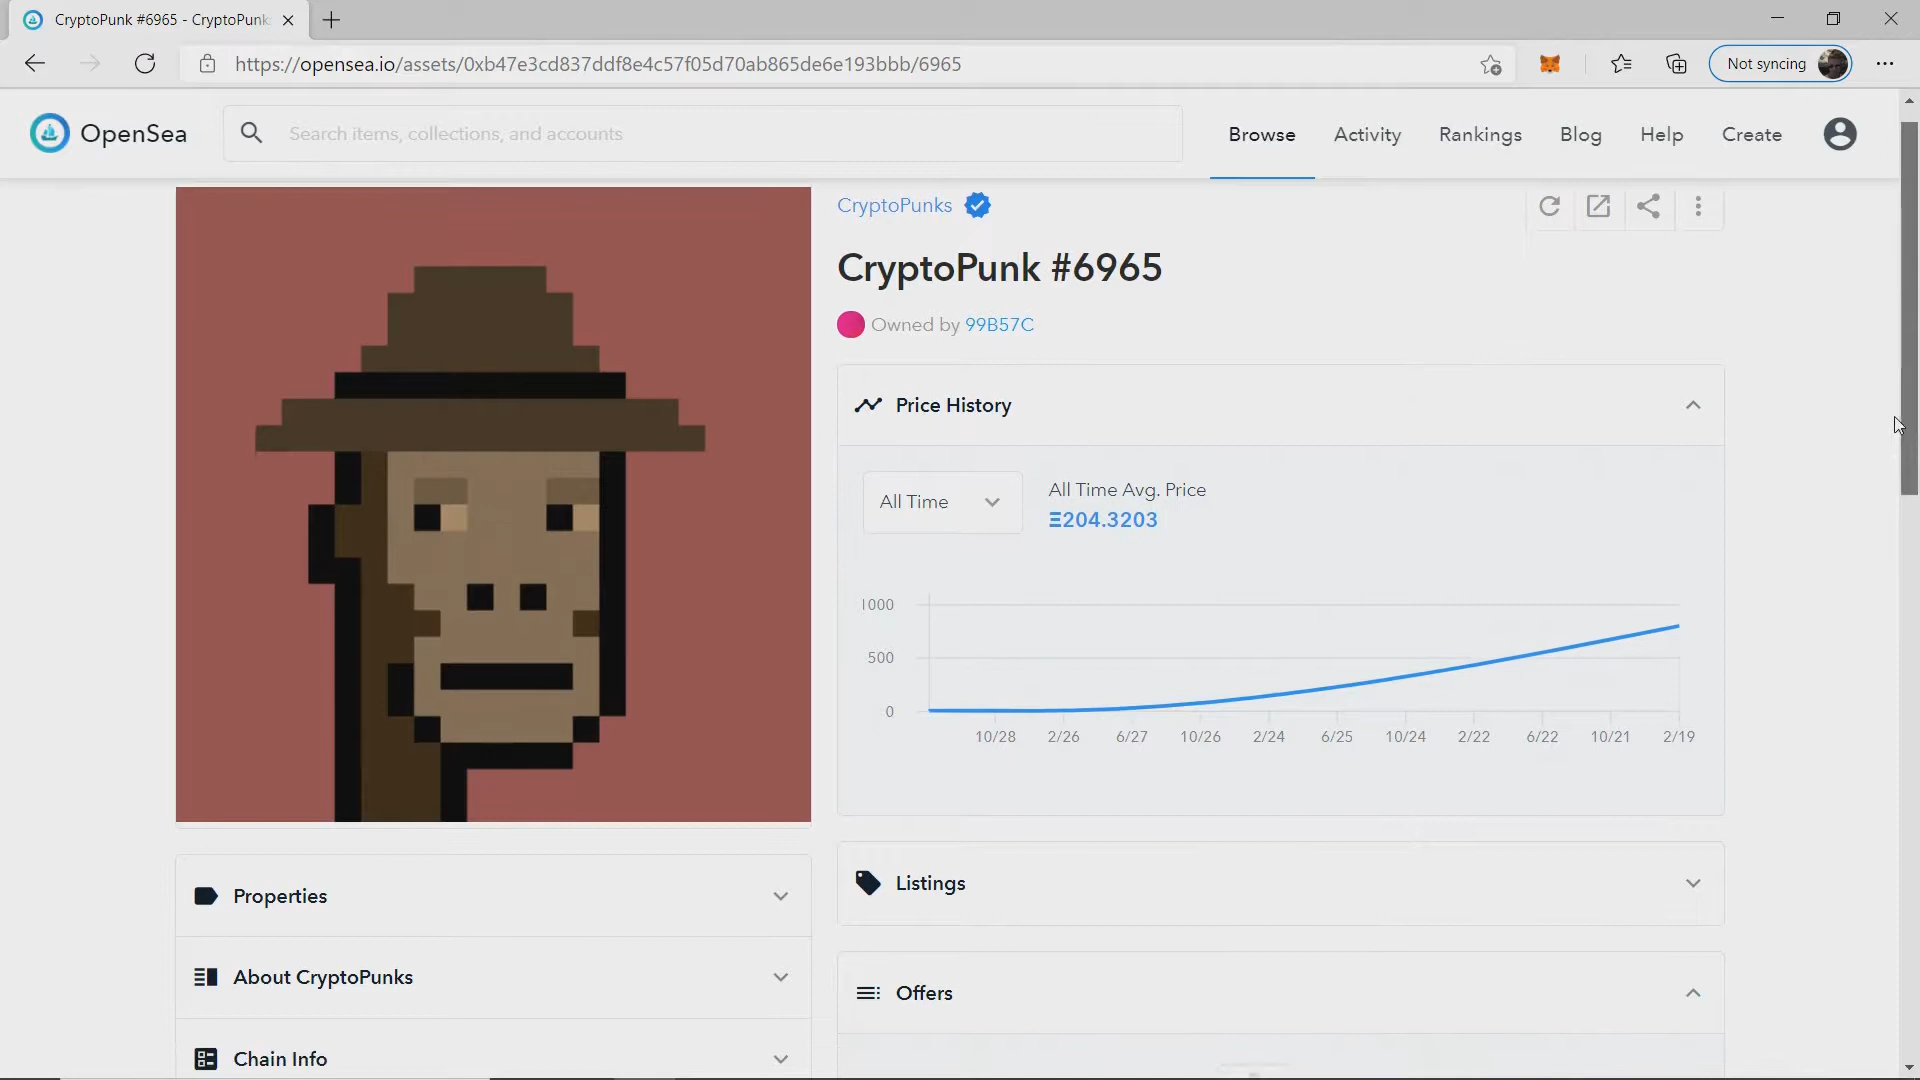 CryptoPunk #6965 - CryptoPunk
https://opensea.io/assets/0xb47e3cd837ddf8e4c57f05d70ab865de6e193bbb/6965
Not syncing
OpenSea
Search items, collections, and accounts
Browse
Activity
Rankings
Blog
Help
Create
CryptoPunks
CryptoPunk #6965
Owned by 99B57C
Price History
All Time
All Time Avg. Price
Ξ204.3203
1000
500
0
10/28 2/26 6/27 10/26 2/24 6/25 10/24 2/22 6/22 10/21 2/19
Listings
Offers
Properties
About CryptoPunks
Chain Info